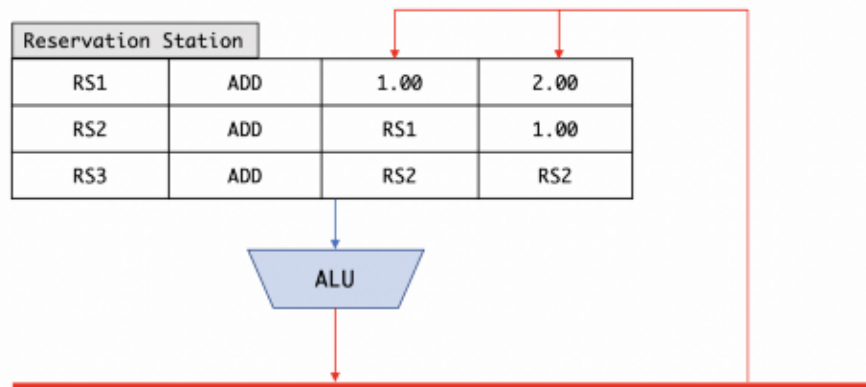 Reservation Station
RS1 ADD 1.00 2.00
RS2 ADD RS1 1.00
RS3 ADD RS2 RS2
ALU